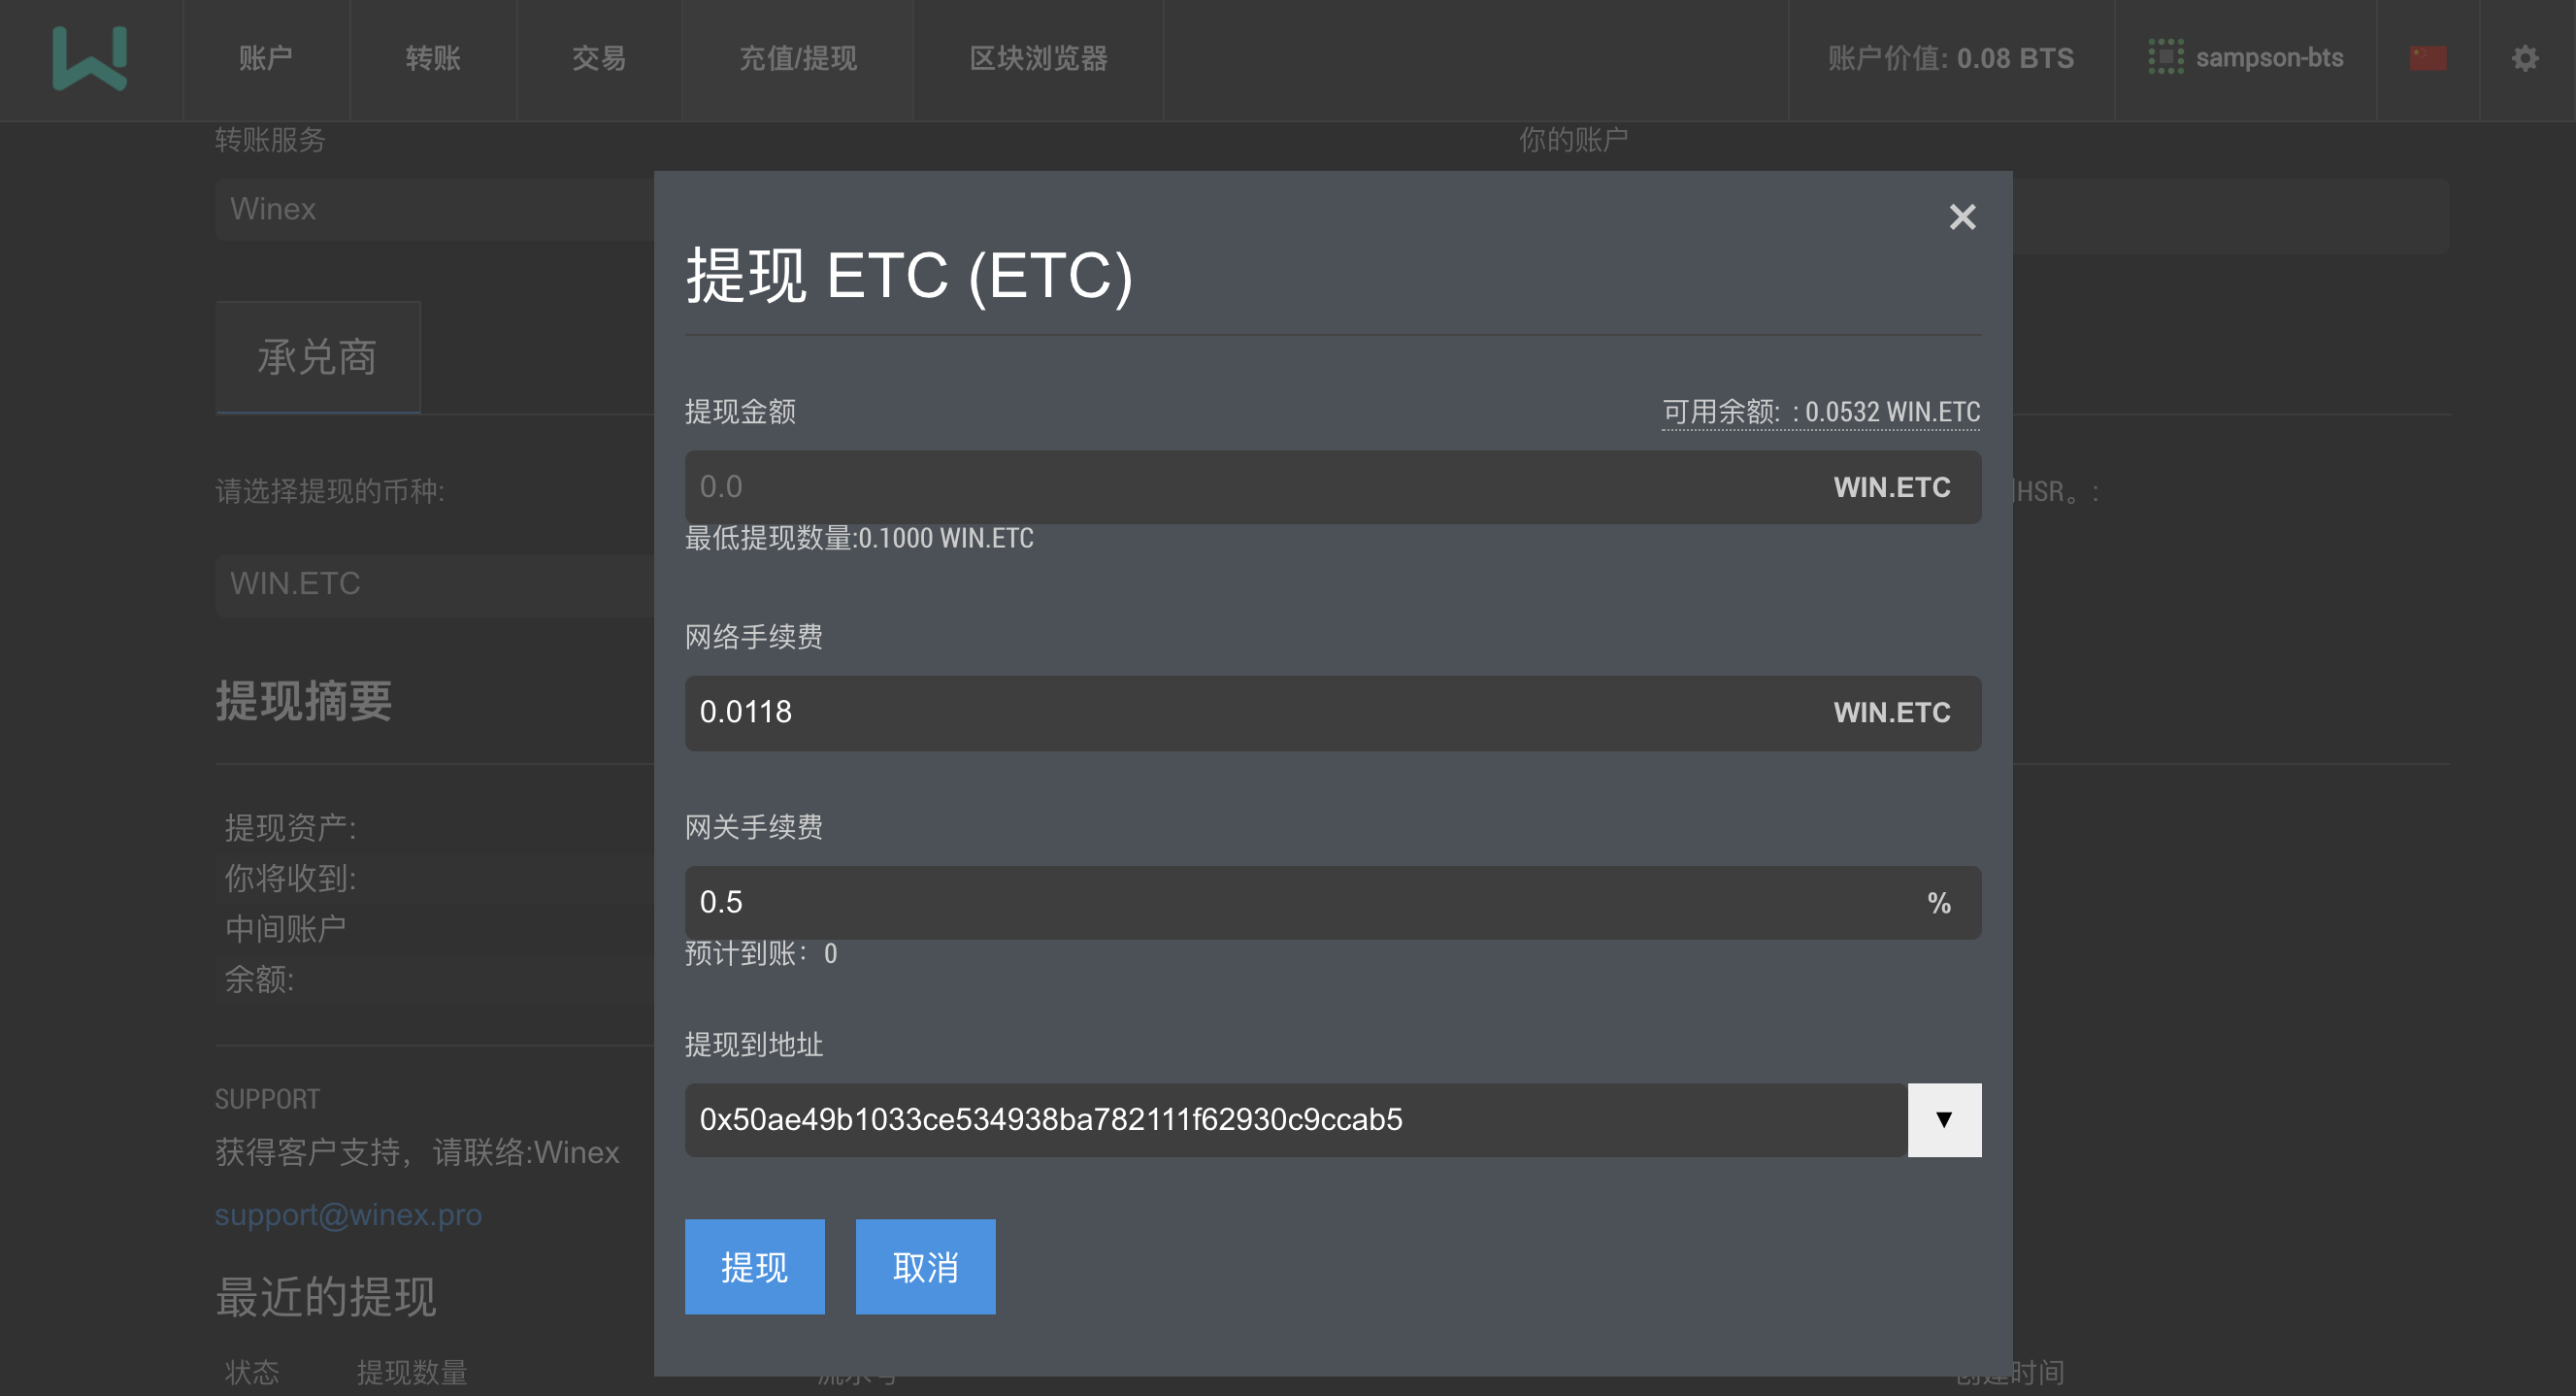 账户 转账 交易 充值/提现 区块浏览器 账户价值: 0.08 BTS sampson-bts
转账服务 你的账户
Winex
承兑商
请选择提现的币种: HSR。:
WIN.ETC
提现摘要
提现资产:
你将收到:
中间账户
余额:
SUPPORT
获得客户支持，请联络:Winex
support@winex.pro
最近的提现
状态 提现数量 流水号 创建时间
×
提现 ETC (ETC)
提现金额 可用余额: : 0.0532 WIN.ETC
0.0 WIN.ETC
最低提现数量:0.1000 WIN.ETC
网络手续费
0.0118 WIN.ETC
网关手续费
0.5 %
预计到账：0
提现到地址
0x50ae49b1033ce534938ba782111f62930c9ccab5 ▼
提现 取消